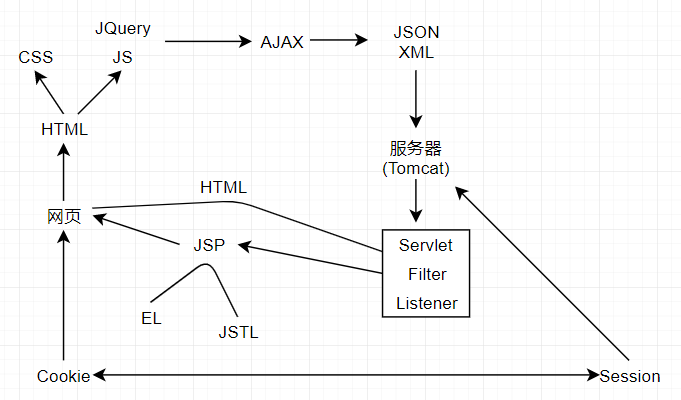 JQuery
CSS
JS
AJAX
JSON
XML
HTML
服务器
(Tomcat)
HTML
网页
JSP
Servlet
Filter
Listener
EL
JSTL
Cookie
Session